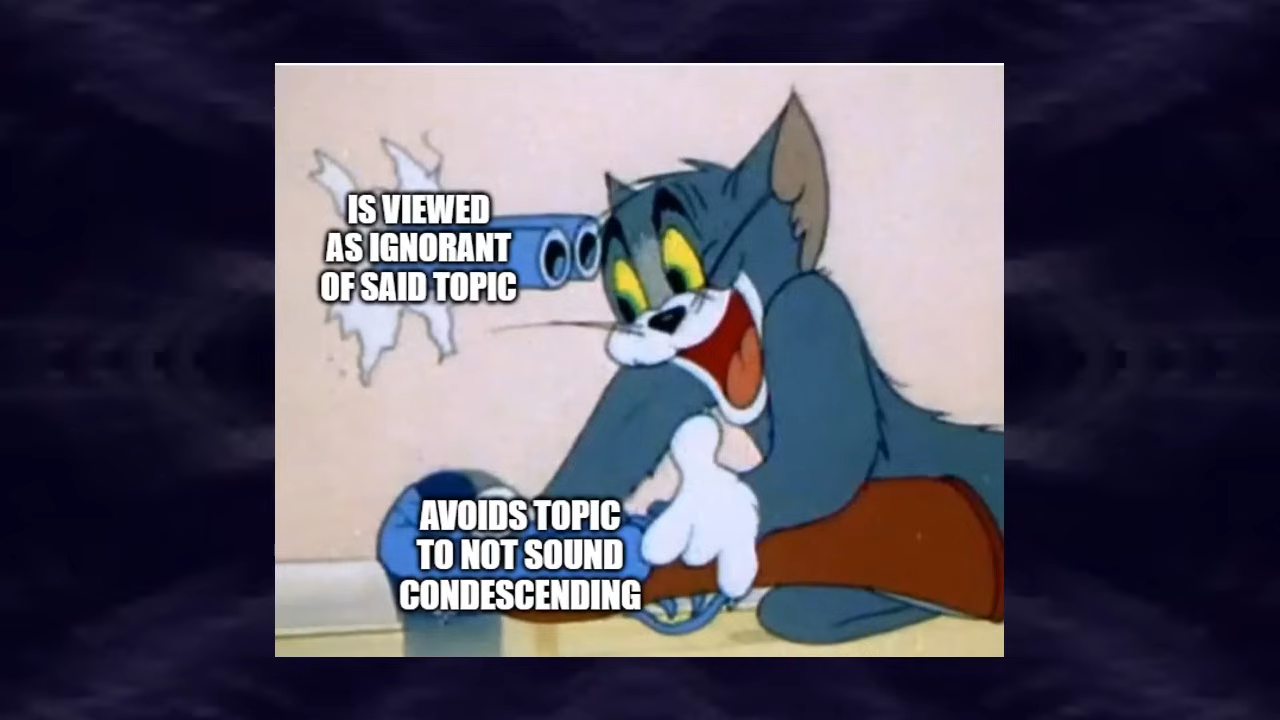 IS VIEWED
AS IGNORANT
OF SAID TOPIC
AVOIDS TOPIC
TO NOT SOUND
CONDESCENDING